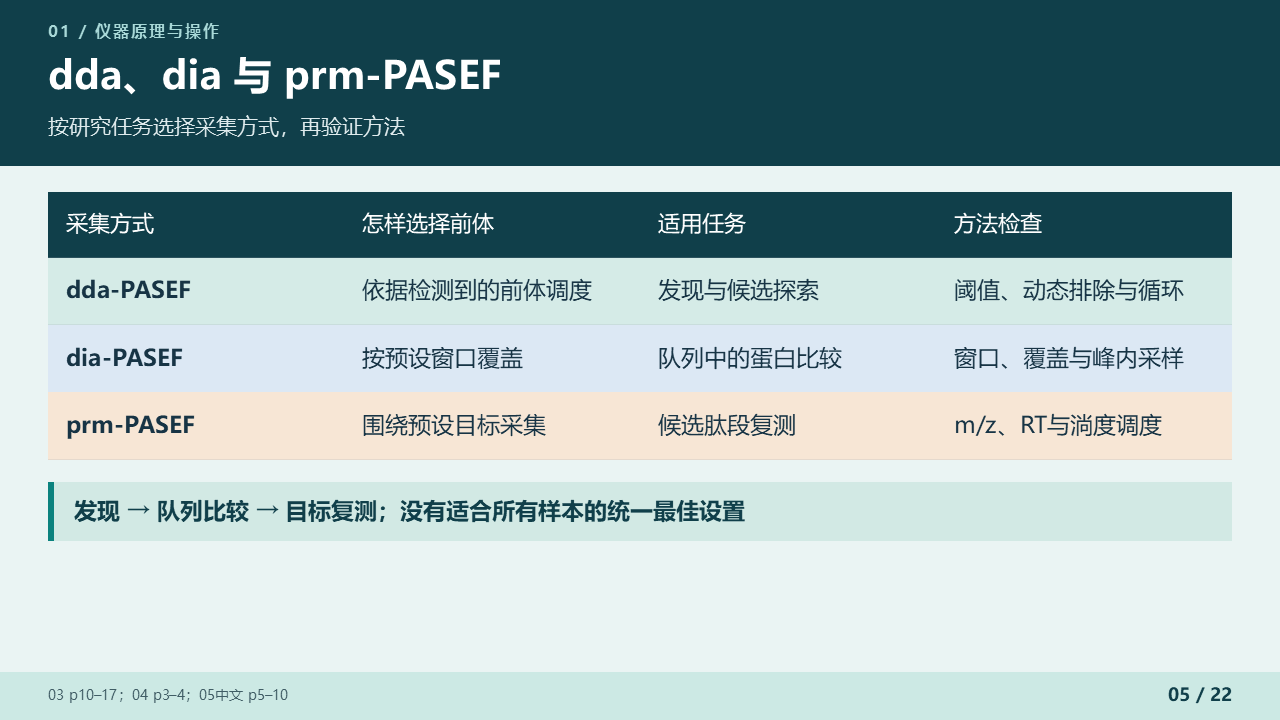 01 / 仪器原理与操作
dda、dia 与 prm-PASEF
按研究任务选择采集方式，再验证方法
采集方式 怎样选择前体 适用任务 方法检查
dda-PASEF 依据检测到的前体调度 发现与候选探索 阈值、动态排除与循环
dia-PASEF 按预设窗口覆盖 队列中的蛋白比较 窗口、覆盖与峰内采样
prm-PASEF 围绕预设目标采集 候选肽段复测 m/z、RT与淌度调度
发现 → 队列比较 → 目标复测；没有适合所有样本的统一最佳设置
03 p10–17；04 p3–4；05中文 p5–10
05 / 22